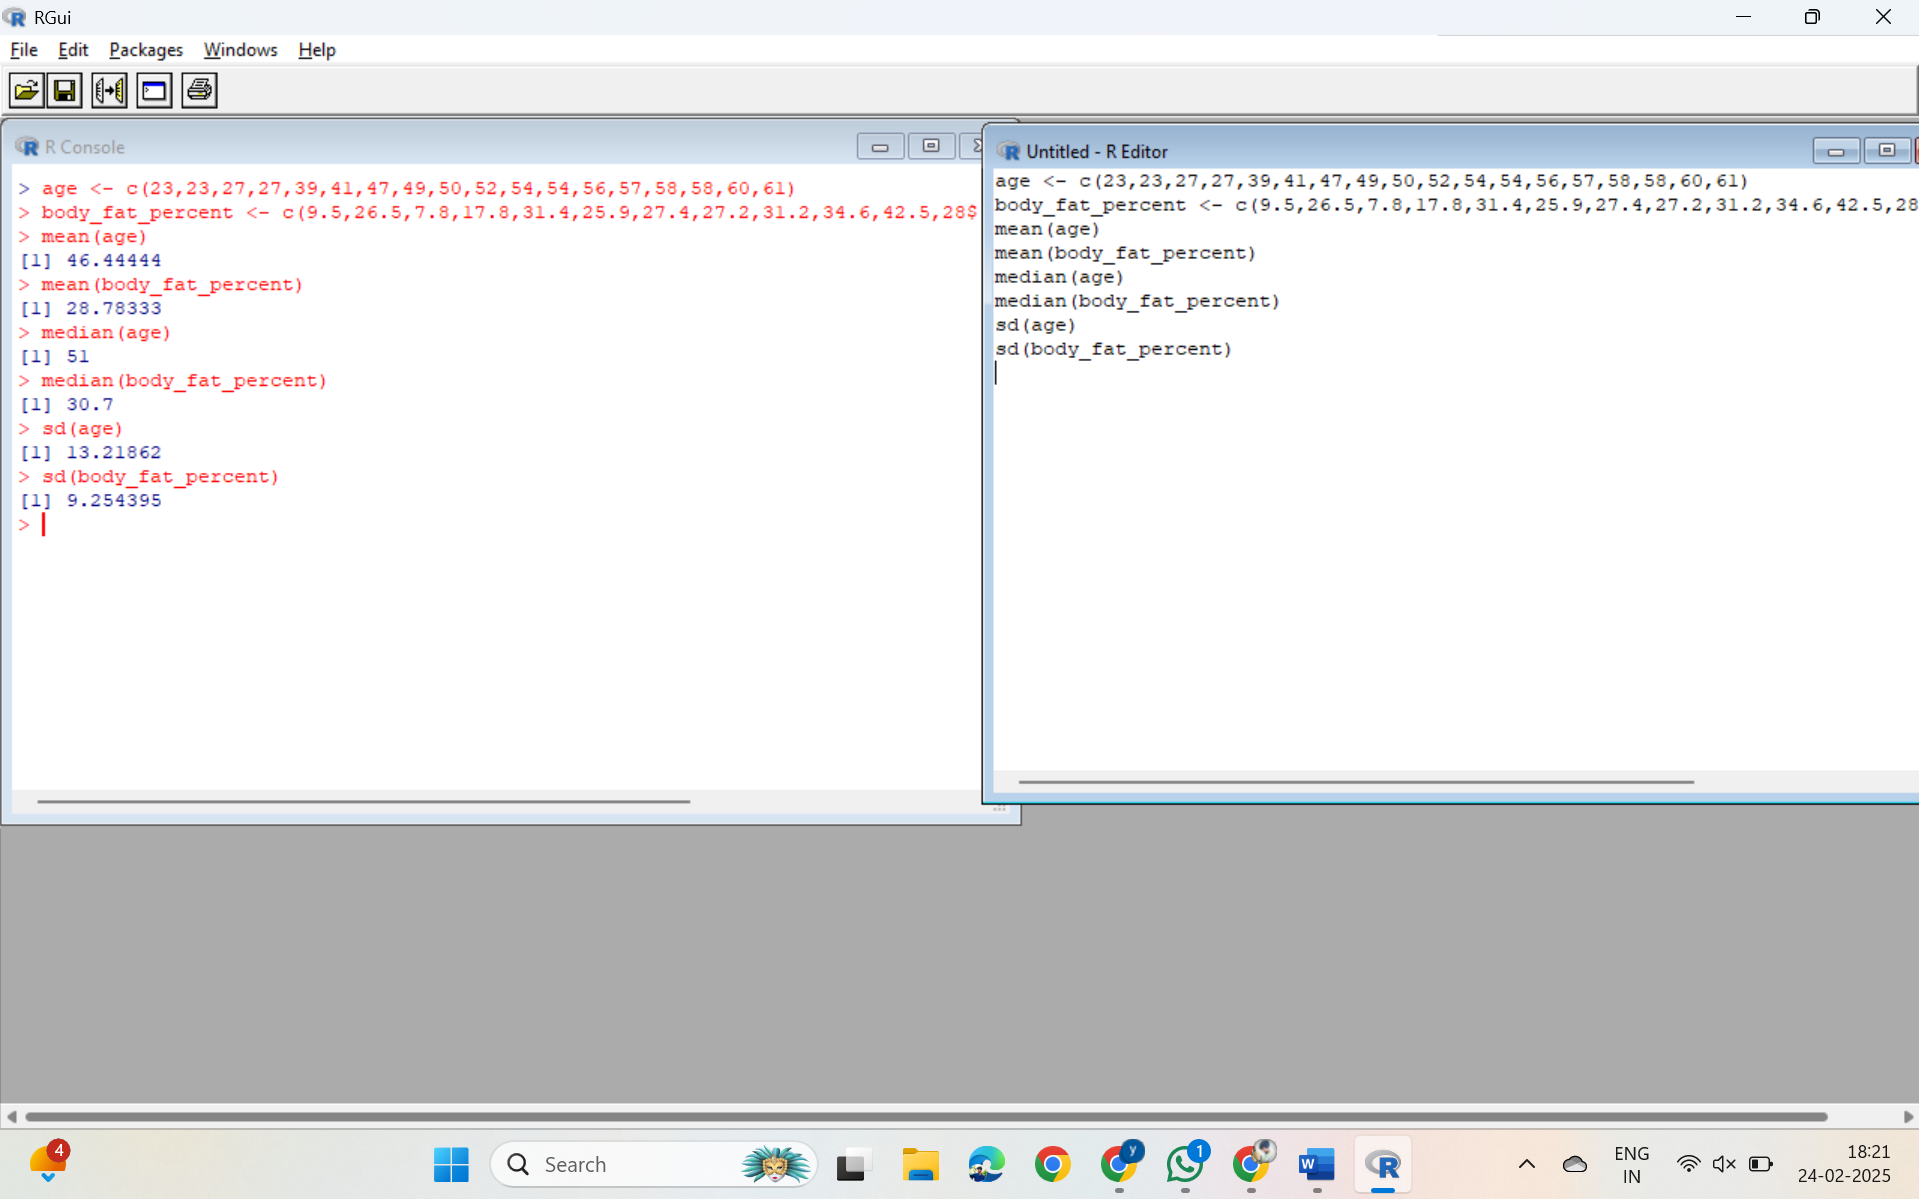 RGui
File Edit Packages Windows Help
R Console
> age <- c(23,23,27,27,39,41,47,49,50,52,54,54,56,57,58,58,60,61)
> body_fat_percent <- c(9.5,26.5,7.8,17.8,31.4,25.9,27.4,27.2,31.2,34.6,42.5,28$
> mean(age)
[1] 46.44444
> mean(body_fat_percent)
[1] 28.78333
> median(age)
[1] 51
> median(body_fat_percent)
[1] 30.7
> sd(age)
[1] 13.21862
> sd(body_fat_percent)
[1] 9.254395
>
Untitled - R Editor
age <- c(23,23,27,27,39,41,47,49,50,52,54,54,56,57,58,58,60,61)
body_fat_percent <- c(9.5,26.5,7.8,17.8,31.4,25.9,27.4,27.2,31.2,34.6,42.5,28
mean(age)
mean(body_fat_percent)
median(age)
median(body_fat_percent)
sd(age)
sd(body_fat_percent)
4
Search
y
1
W
R
ENG
IN
18:21
24-02-2025